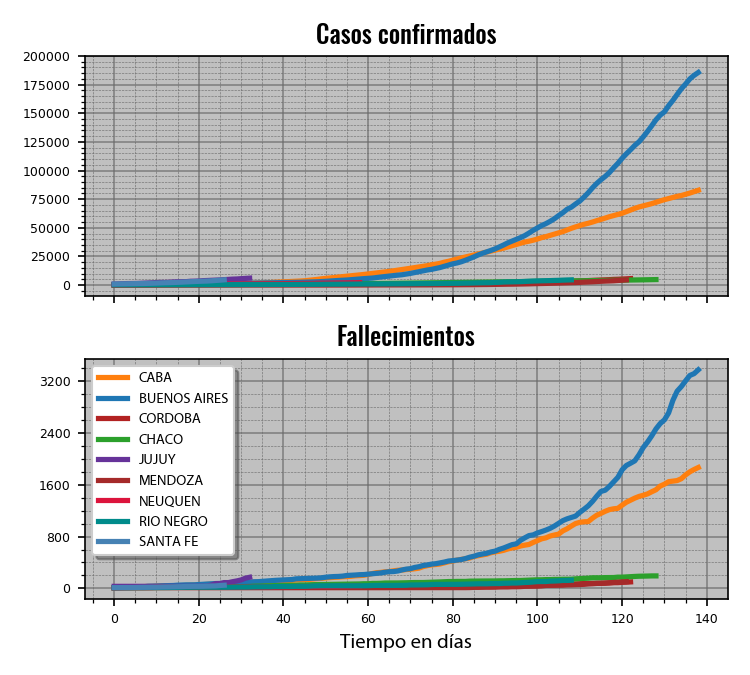 Casos confirmados
200000
175000
150000
125000
100000
75000
50000
25000
0
Fallecimientos
3200
2400
1600
800
0
CABA
BUENOS AIRES
CORDOBA
CHACO
JUJUY
MENDOZA
NEUQUEN
RIO NEGRO
SANTA FE
0 20 40 60 80 100 120 140
Tiempo en días